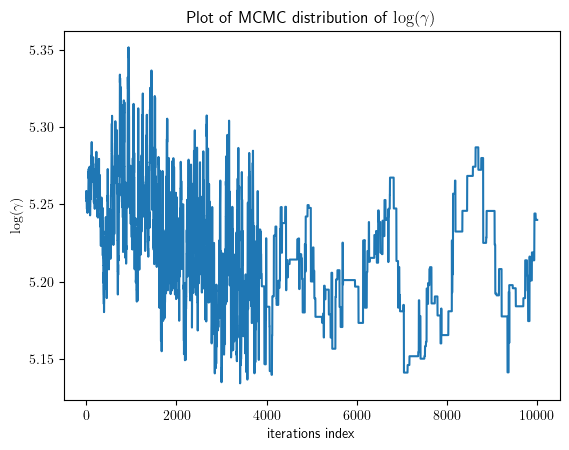 Plot of MCMC distribution of log(γ)
log(γ)
5.35
5.30
5.25
5.20
5.15
0 2000 4000 6000 8000 10000
iterations index